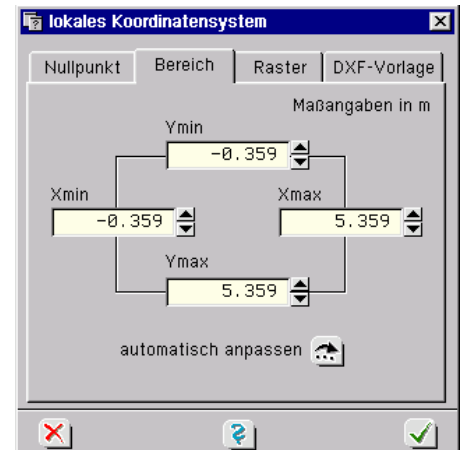 lokales Koordinatensystem
Nullpunkt Bereich Raster DXF-Vorlage
Maßangaben in m
Ymin
-0.359
Xmin Xmax
-0.359 5.359
Ymax
5.359
automatisch anpassen